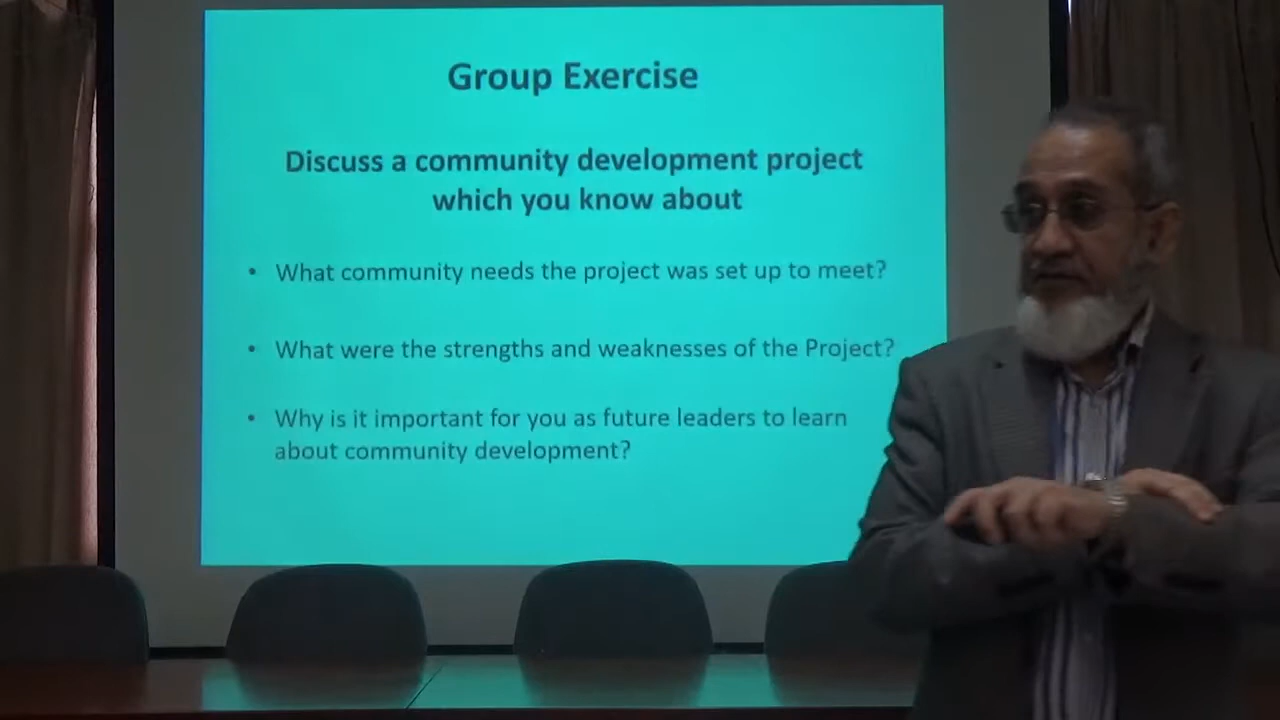 Group Exercise
Discuss a community development project
which you know about
• What community needs the project was set up to meet?
• What were the strengths and weaknesses of the Project?
• Why is it important for you as future leaders to learn
about community development?